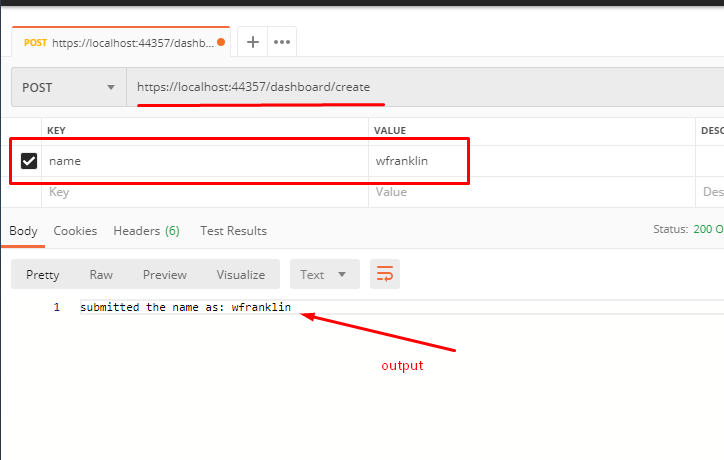 POST https://localhost:44357/dashb...
POST https://localhost:44357/dashboard/create
KEY VALUE DESC
name wfranklin
Key Value Des
Body Cookies Headers (6) Test Results Status: 200 O
Pretty Raw Preview Visualize Text
1 submitted the name as: wfranklin
output